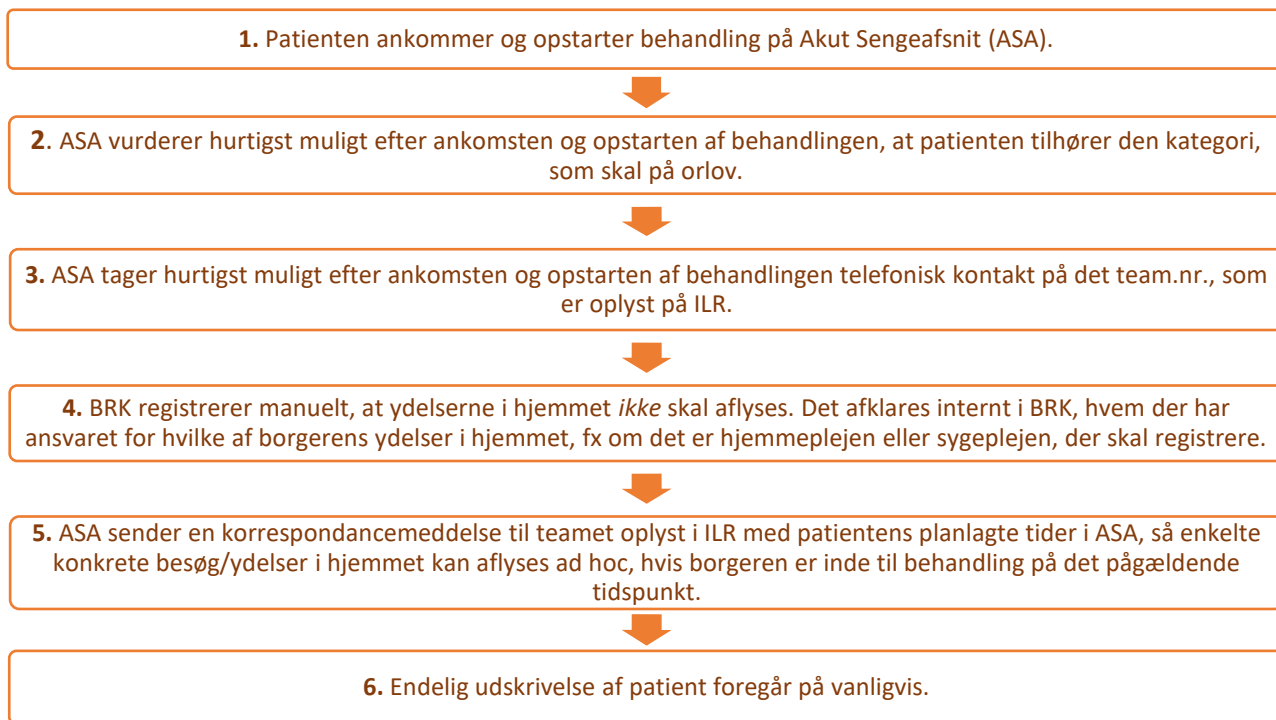 1. Patienten ankommer og opstarter behandling på Akut Sengeafsnit (ASA).
2. ASA vurderer hurtigst muligt efter ankomsten og opstarten af behandlingen, at patienten tilhører den kategori,
som skal på orlov.
3. ASA tager hurtigst muligt efter ankomsten og opstarten af behandlingen telefonisk kontakt på det team.nr., som
er oplyst på ILR.
4. BRK registrerer manuelt, at ydelserne i hjemmet ikke skal aflyses. Det afklares internt i BRK, hvem der har
ansvaret for hvilke af borgerens ydelser i hjemmet, fx om det er hjemmeplejen eller sygeplejen, der skal registrere.
5. ASA sender en korrespondancemeddelse til teamet oplyst i ILR med patientens planlagte tider i ASA, så enkelte
konkrete besøg/ydelser i hjemmet kan aflyses ad hoc, hvis borgeren er inde til behandling på det pågældende
tidspunkt.
6. Endelig udskrivelse af patient foregår på vanligvis.